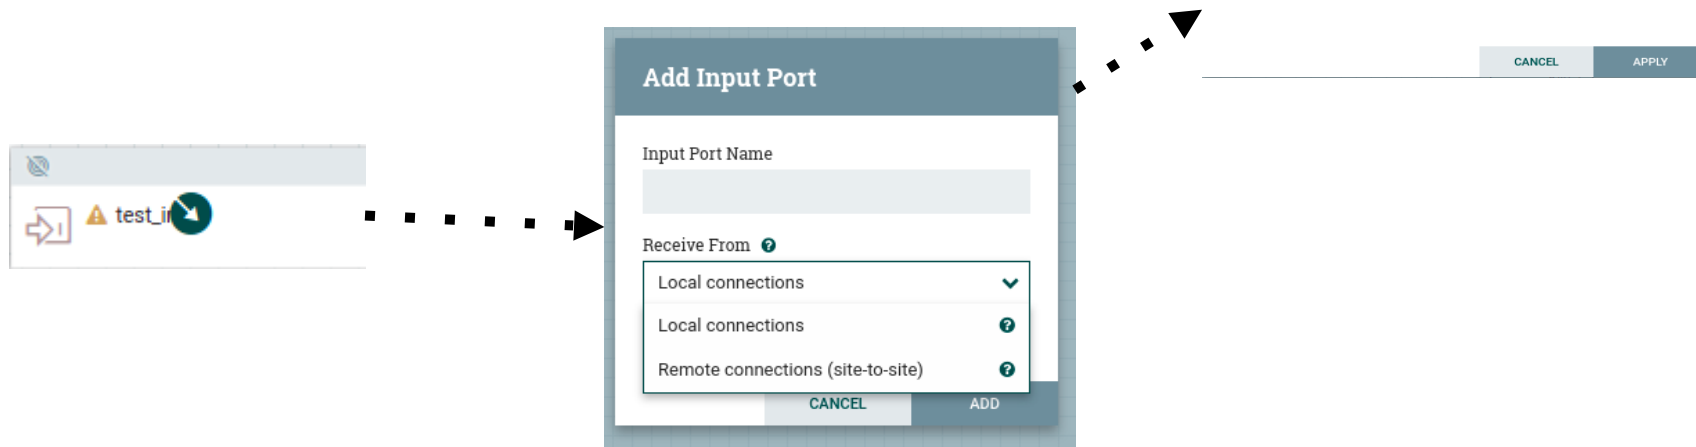 test_i
Add Input Port
Input Port Name
Receive From
Local connections
Local connections
Remote connections (site-to-site)
CANCEL ADD
CANCEL APPLY